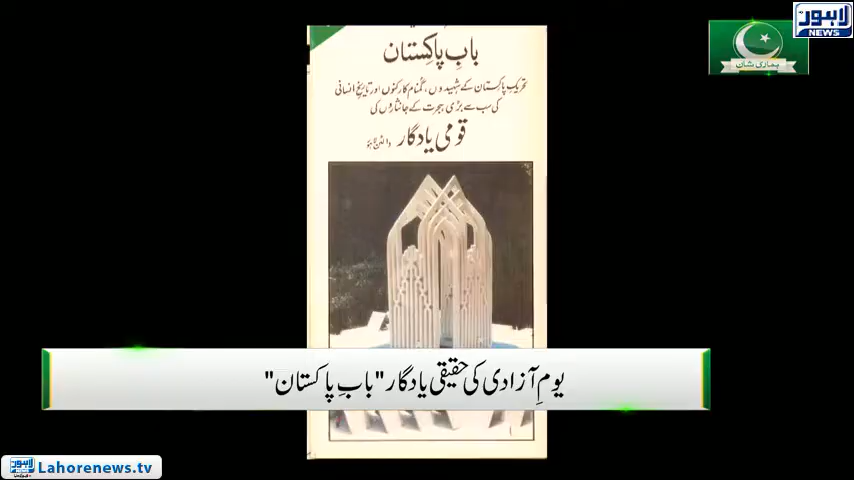 لاہور
NEWS
ہماری شان
بابِ پاکستان
تحریکِ پاکستان کے شہیدوں، گمنام کارکنوں اور تاریخِ انسانی
کی سب سے بڑی ہجرت کے جانثاروں کی
قومی یادگار
یومِ آزادی کی حقیقی یادگار "بابِ پاکستان"
لاہور
Lahorenews.tv